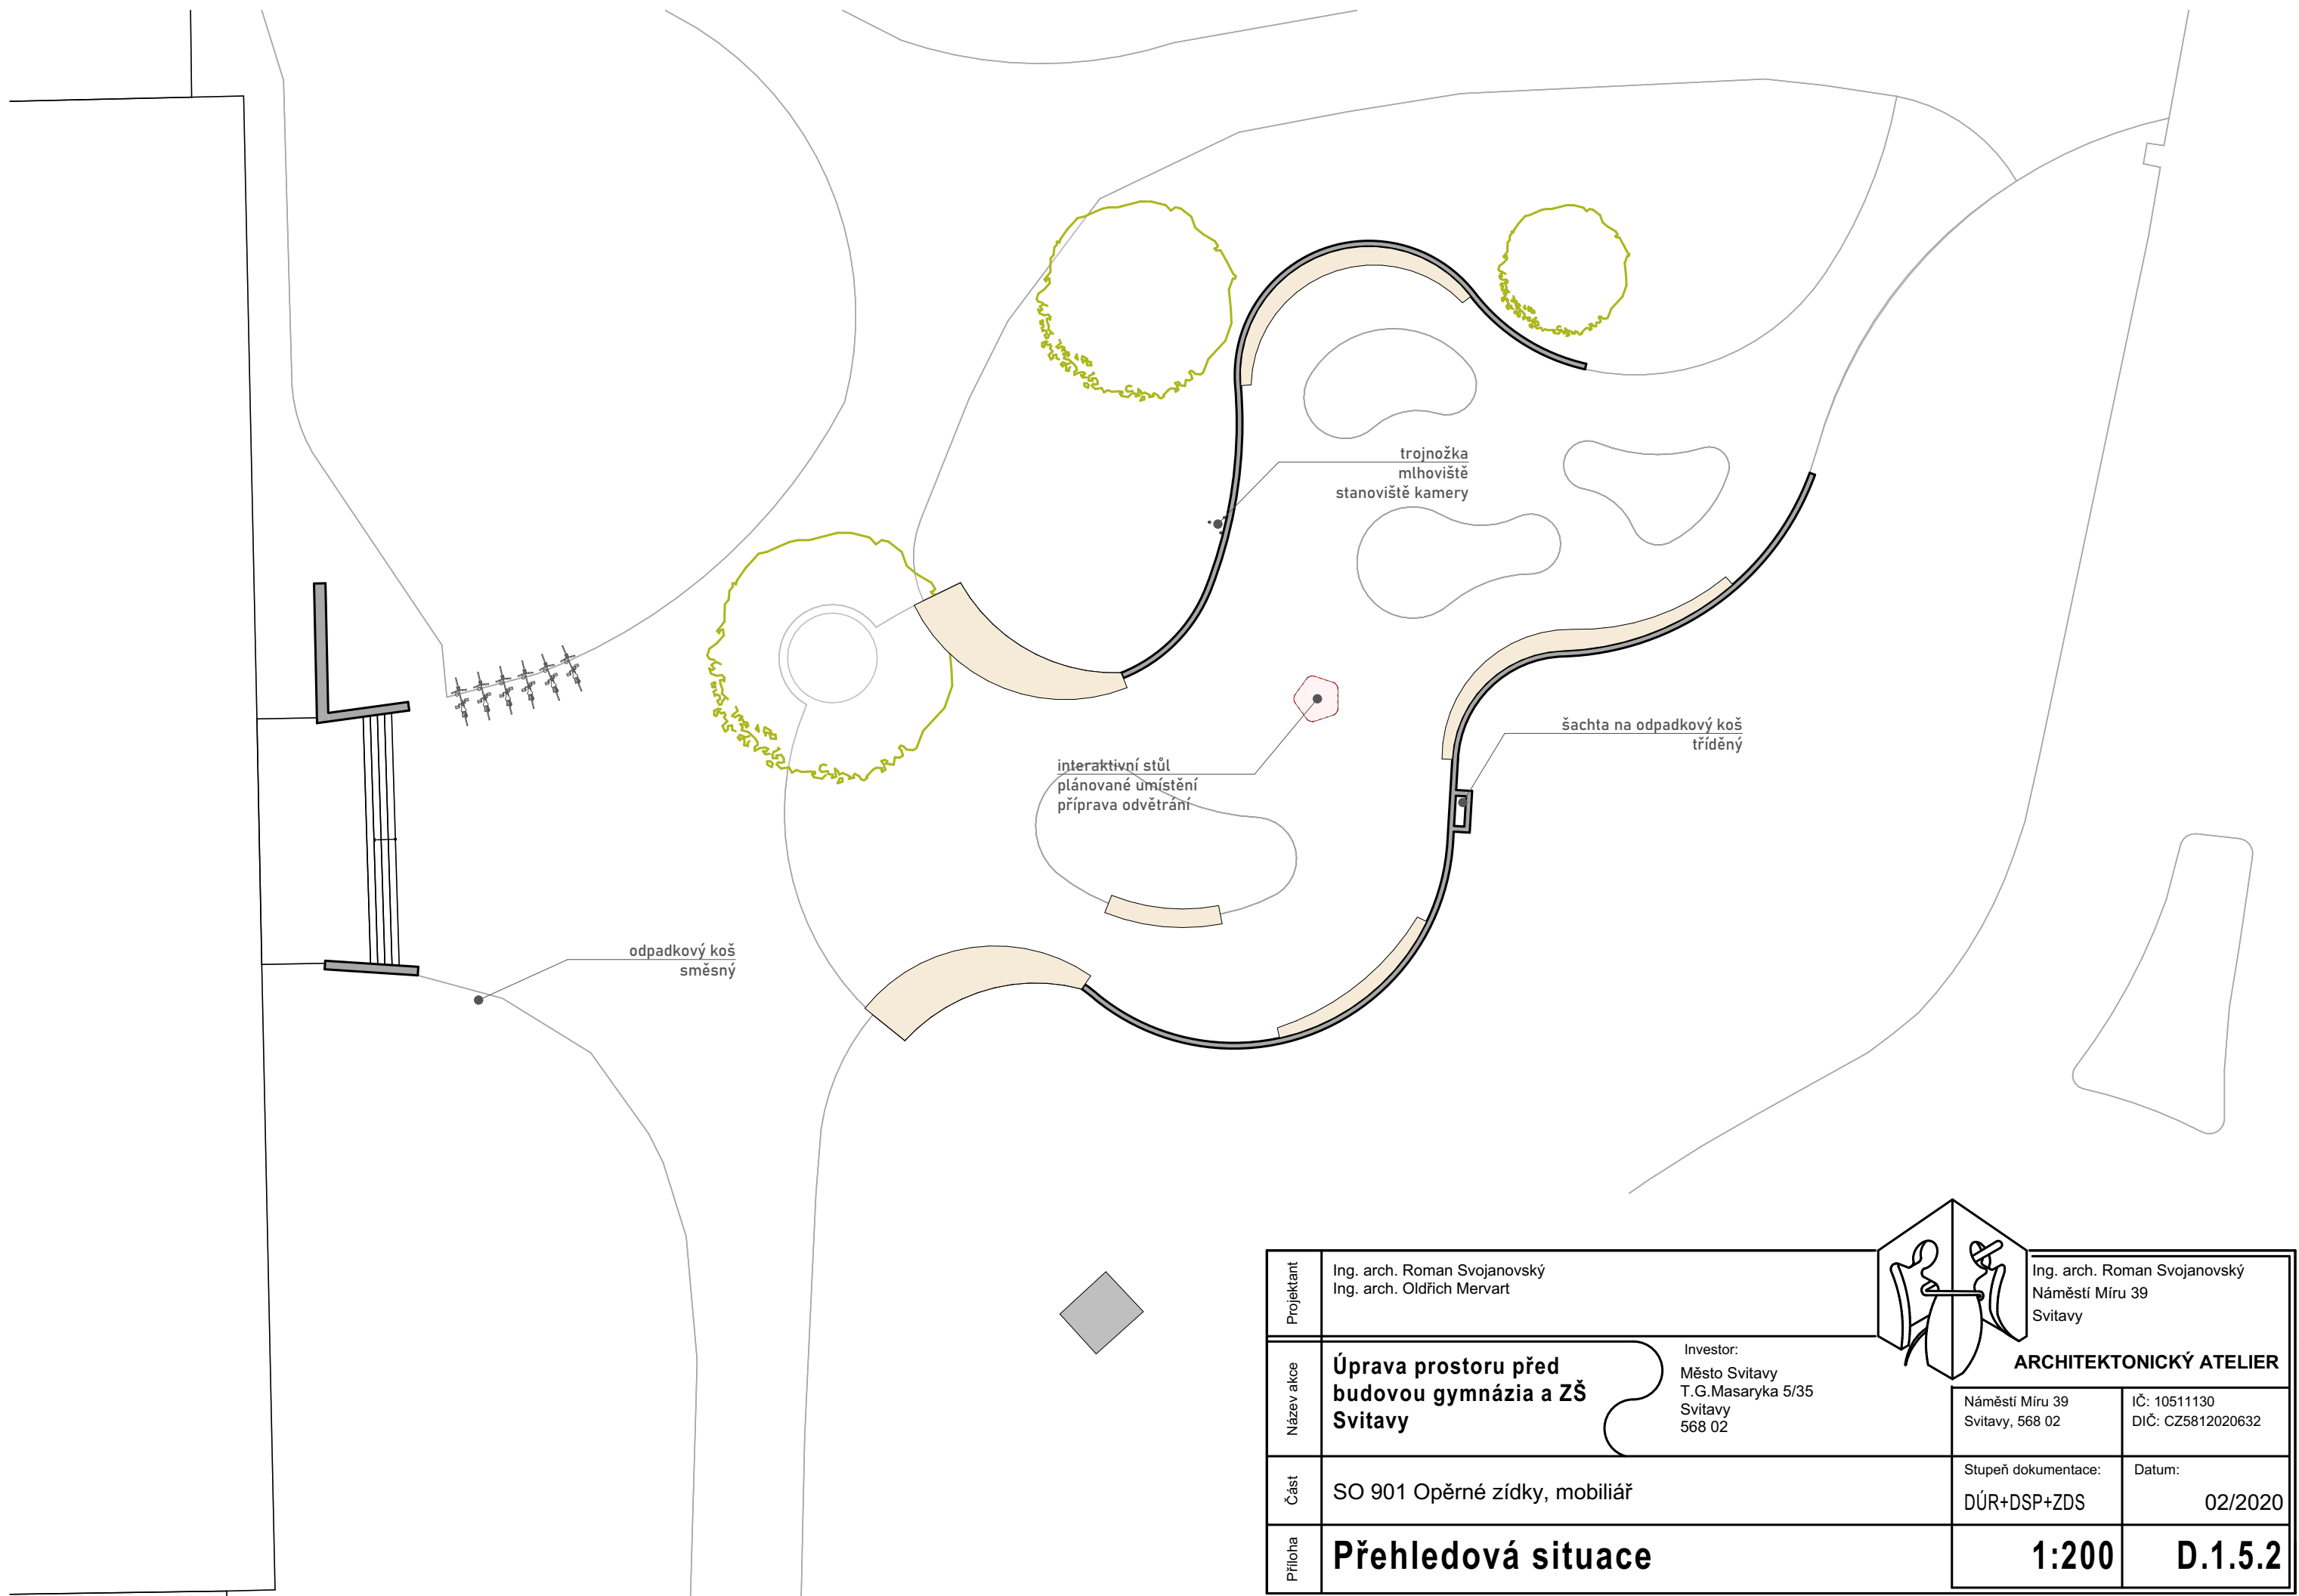 trojnožka
mlhoviště
stanoviště kamery
šachta na odpadkový koš
tříděný
interaktivní stůl
plánované umístění
příprava odvětrání
odpadkový koš
směsný
Projektant
Ing. arch. Roman Svojanovský
Ing. arch. Oldřich Mervart
Ing. arch. Roman Svojanovský
Náměstí Míru 39
Svitavy
ARCHITEKTONICKÝ ATELIER
Název akce
Úprava prostoru před
budovou gymnázia a ZŠ
Svitavy
Investor:
Město Svitavy
T.G.Masaryka 5/35
Svitavy
568 02
Náměstí Míru 39
Svitavy, 568 02
IČ: 10511130
DIČ: CZ5812020632
Část
SO 901 Opěrné zídky, mobiliář
Stupeň dokumentace:
DÚR+DSP+ZDS
Datum:
02/2020
Příloha
Přehledová situace
1:200
D.1.5.2